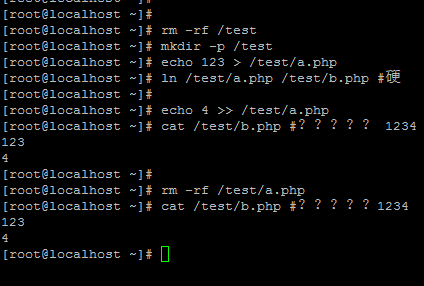 [root@localhost ~]#
[root@localhost ~]#
[root@localhost ~]# rm -rf /test
[root@localhost ~]# mkdir -p /test
[root@localhost ~]# echo 123 > /test/a.php
[root@localhost ~]# ln /test/a.php /test/b.php #硬
[root@localhost ~]#
[root@localhost ~]# echo 4 >> /test/a.php
[root@localhost ~]# cat /test/b.php #？？？？？ 1234
123
4
[root@localhost ~]#
[root@localhost ~]# rm -rf /test/a.php
[root@localhost ~]# cat /test/b.php #？？？？？1234
123
4
[root@localhost ~]#